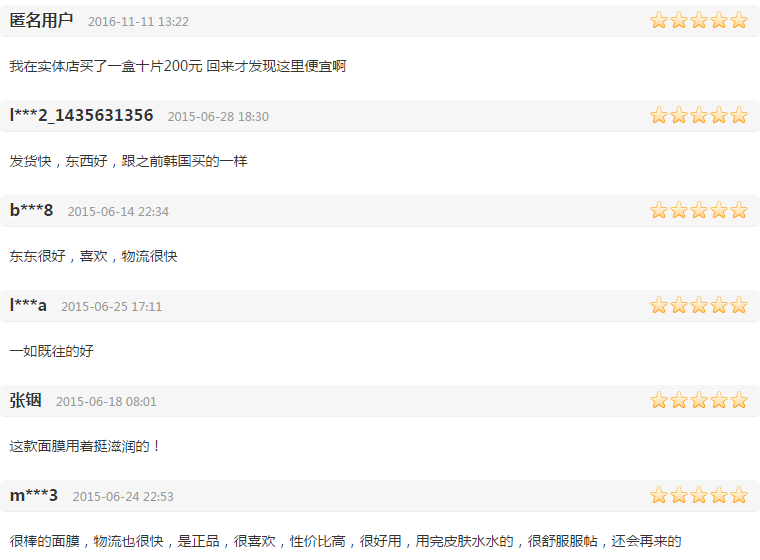 匿名用户 2016-11-11 13:22
我在实体店买了一盒十片200元 回来才发现这里便宜啊
l***2_1435631356 2015-06-28 18:30
发货快，东西好，跟之前韩国买的一样
b***8 2015-06-14 22:34
东东很好，喜欢，物流很快
l***a 2015-06-25 17:11
一如既往的好
张铟 2015-06-18 08:01
这款面膜用着挺滋润的！
m***3 2015-06-24 22:53
很棒的面膜，物流也很快，是正品，很喜欢，性价比高，很好用，用完皮肤水水的，很舒服服帖，还会再来的